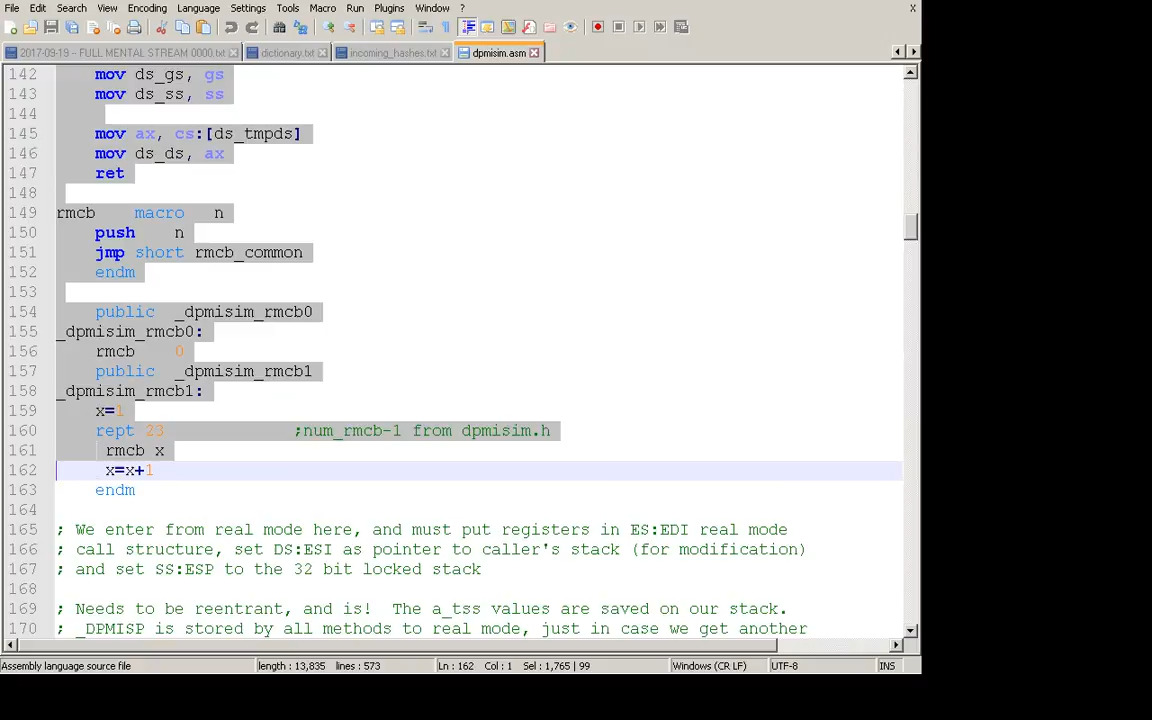 File Edit Search View Encoding Language Settings Tools Macro Run Plugins Window ? X
2017-09-19 – FULL MENTAL STREAM 0000.txt dictionary.txt incoming_hashes.txt dpmisim.asm
142 mov ds_gs, gs
143 mov ds_ss, ss
144
145 mov ax, cs:[ds_tmpds]
146 mov ds_ds, ax
147 ret
148
149 rmcb macro n
150 push n
151 jmp short rmcb_common
152 endm
153
154 public _dpmisim_rmcb0
155 _dpmisim_rmcb0:
156 rmcb 0
157 public _dpmisim_rmcb1
158 _dpmisim_rmcb1:
159 x=1
160 rept 23 ;num_rmcb-1 from dpmisim.h
161 rmcb x
162 x=x+1
163 endm
164
165 ; We enter from real mode here, and must put registers in ES:EDI real mode
166 ; call structure, set DS:ESI as pointer to caller's stack (for modification)
167 ; and set SS:ESP to the 32 bit locked stack
168
169 ; Needs to be reentrant, and is! The a_tss values are saved on our stack.
170 ; _DPMISP is stored by all methods to real mode, just in case we get another
Assembly language source file length : 13,835 lines : 573 Ln : 162 Col : 1 Sel : 1,765 | 99 Windows (CR LF) UTF-8 INS